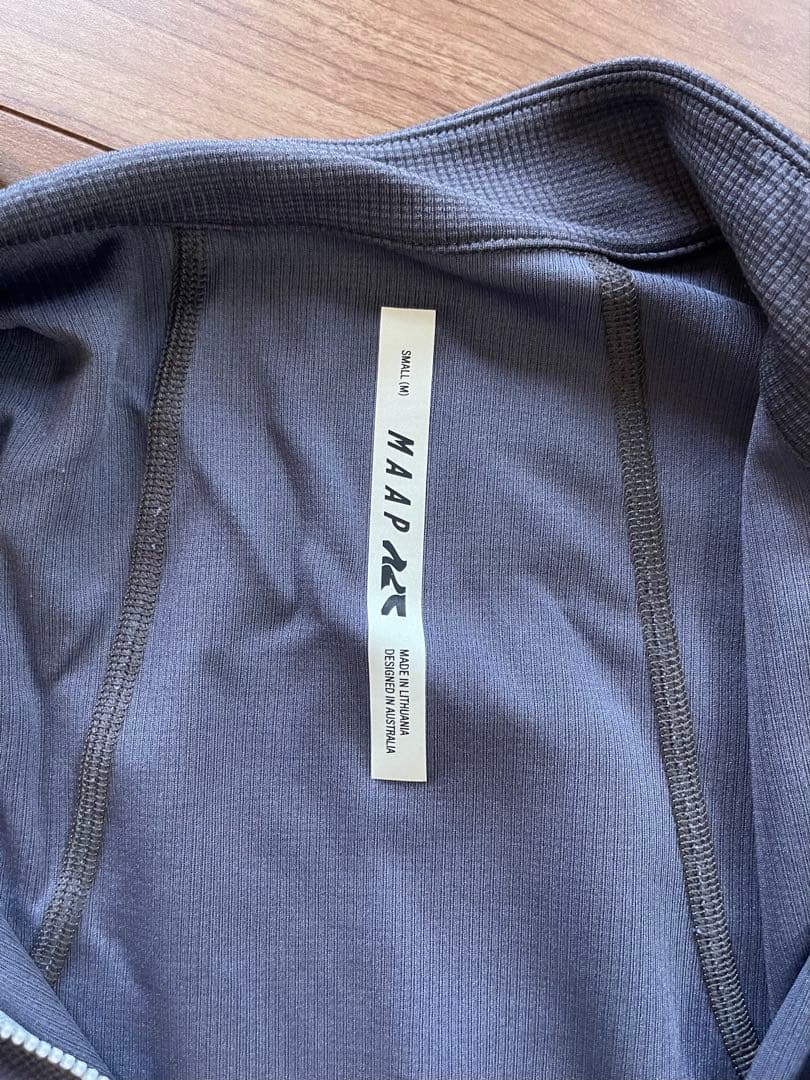 SMALL (M)
MAAP
MADE IN LITHUANIA
DESIGNED IN AUSTRALIA